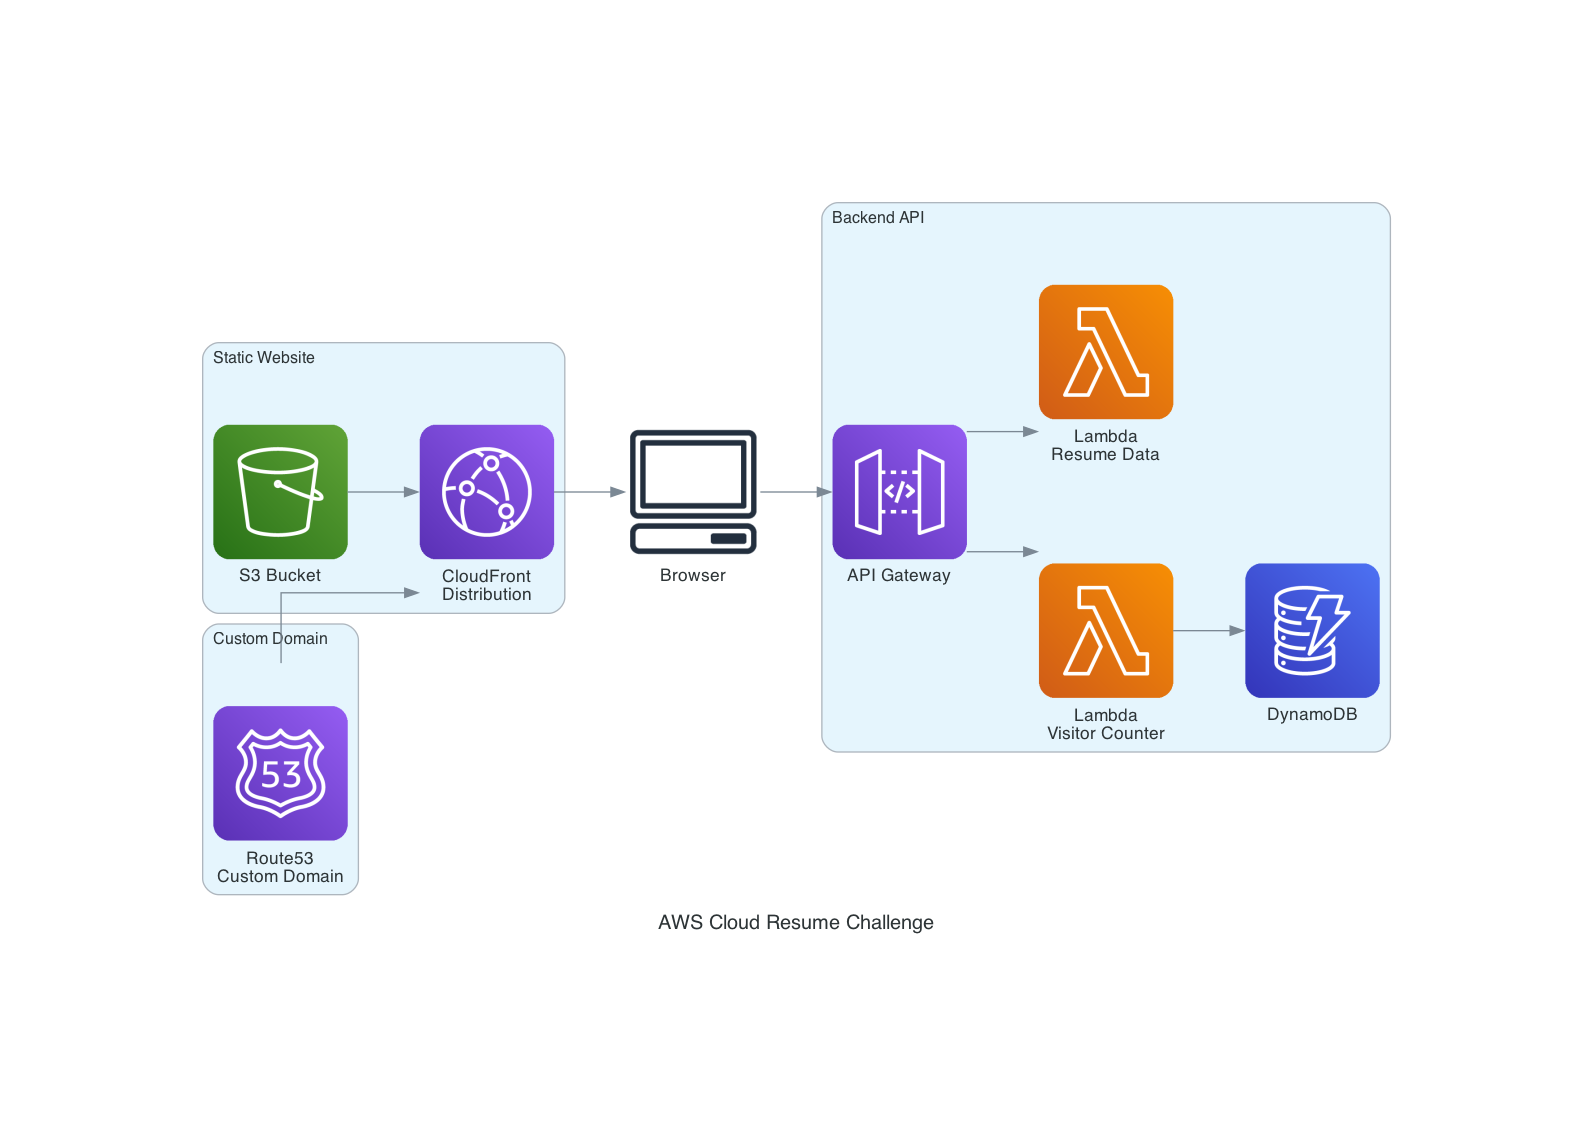 Backend API
Static Website
Lambda
Resume Data
S3 Bucket
CloudFront
Distribution
Browser
API Gateway
Custom Domain
Lambda
Visitor Counter
DynamoDB
53
Route53
Custom Domain
AWS Cloud Resume Challenge